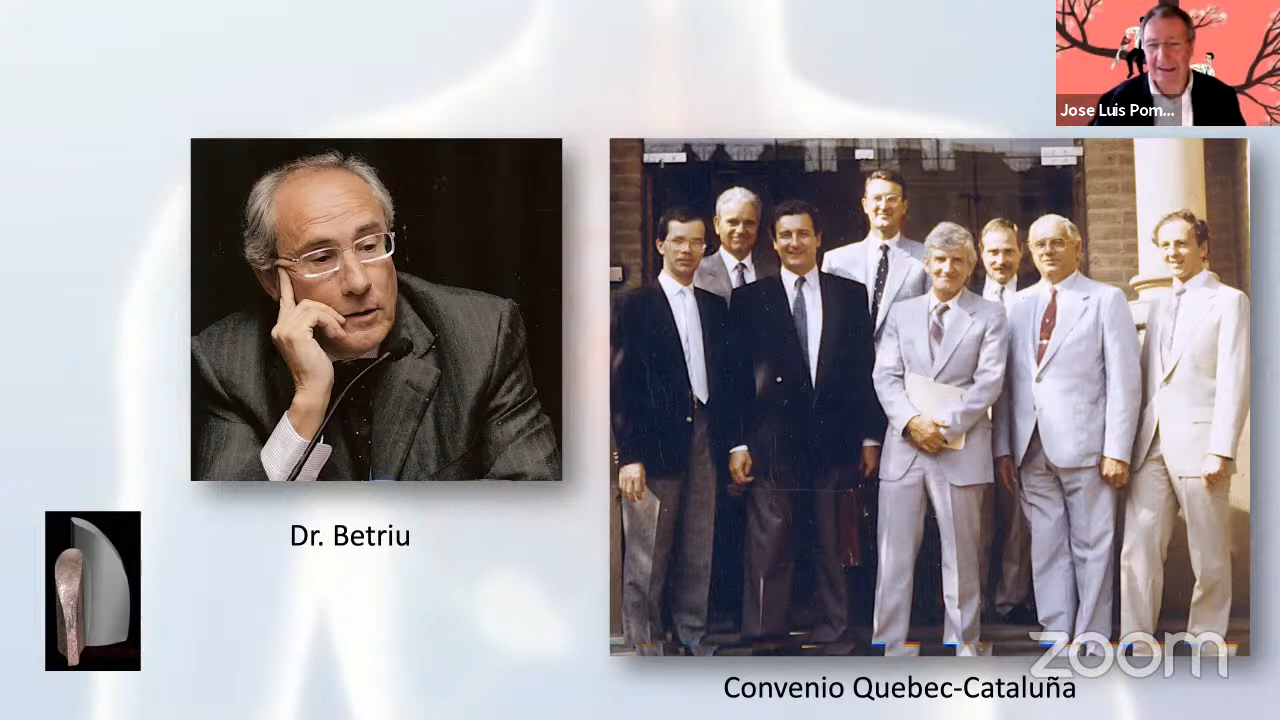 Jose Luis Pom...
Dr. Betriu
zoom
Convenio Quebec-Cataluña